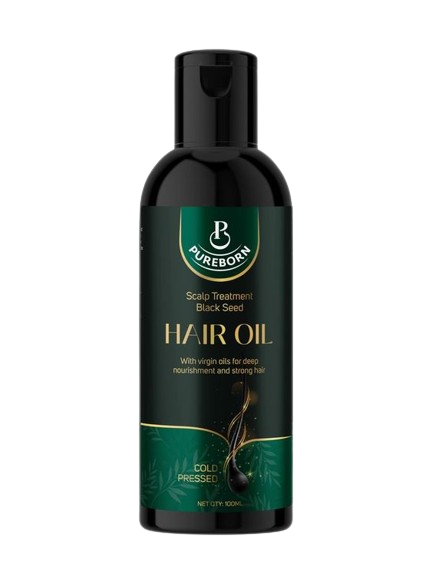 PUREBORN
Scalp Treatment
Black Seed
HAIR OIL
With virgin oils for deep
nourishment and strong hair
COLD
PRESSED
NET QTY: 100ML